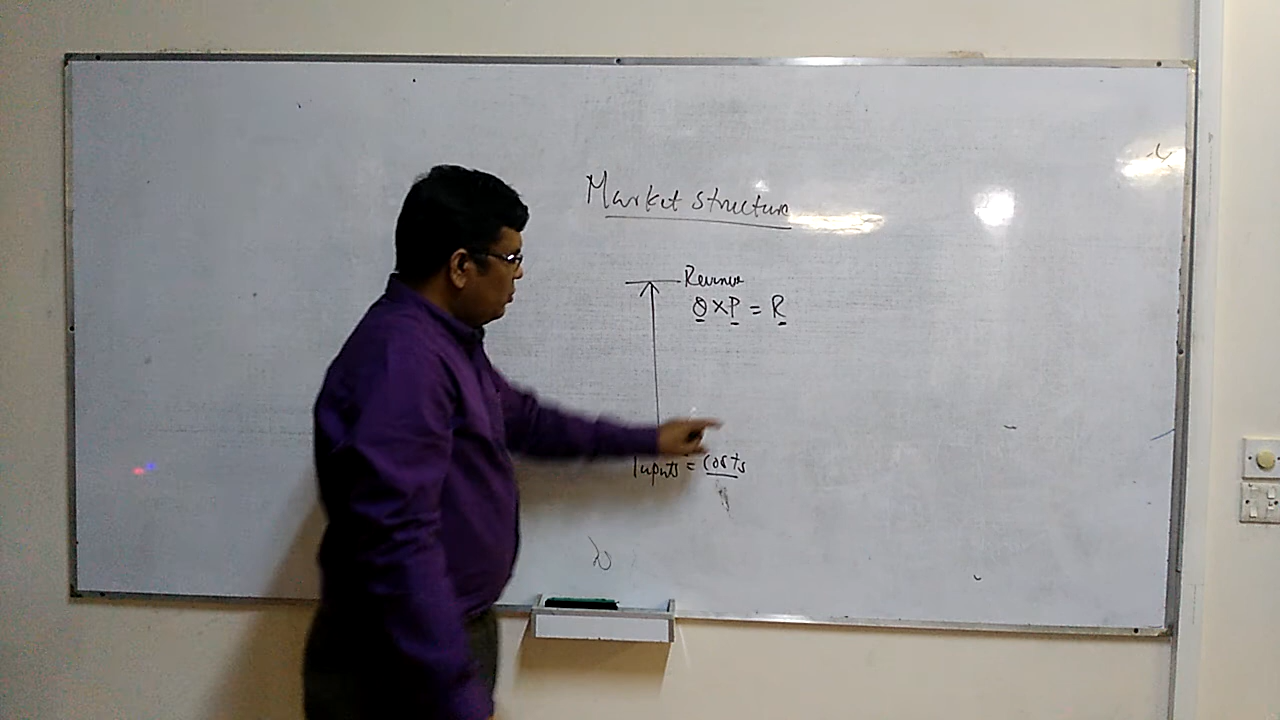 Market Structure
Revenue
Q x P = R
Inputs = costs